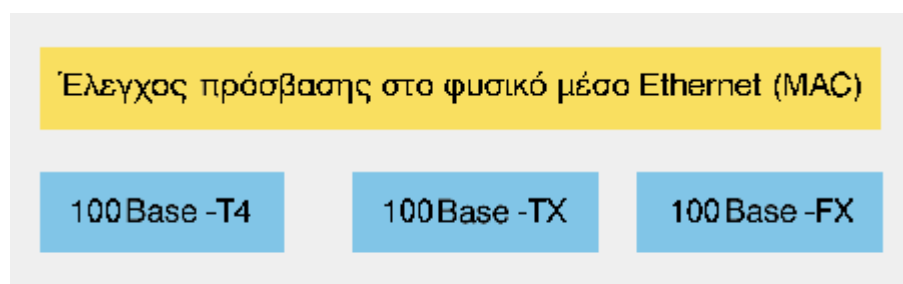 Έλεγχος πρόσβασης στο φυσικό μέσο Ethernet (MAC)
100Base -T4
100Base -TX
100Base -FX